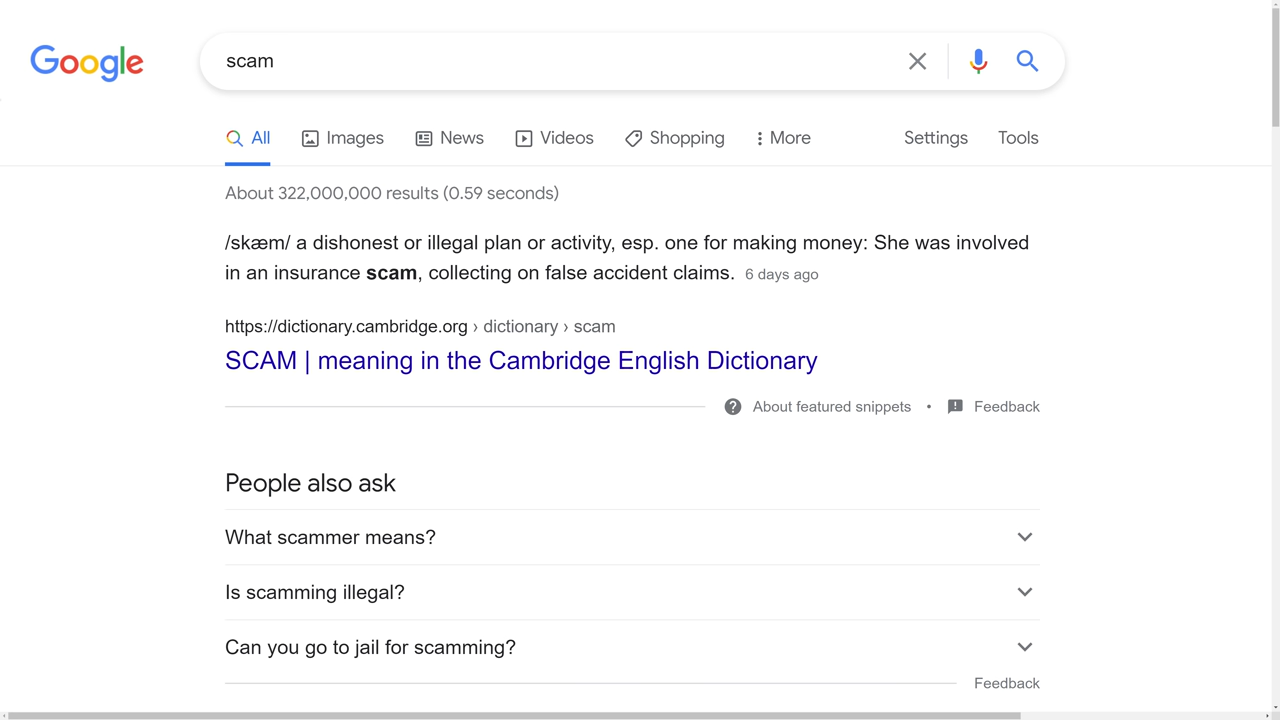 Google
scam
All Images News Videos Shopping More Settings Tools
About 322,000,000 results (0.59 seconds)
/skæm/ a dishonest or illegal plan or activity, esp. one for making money: She was involved
in an insurance scam, collecting on false accident claims. 6 days ago
https://dictionary.cambridge.org › dictionary › scam
SCAM | meaning in the Cambridge English Dictionary
About featured snippets • Feedback
People also ask
What scammer means?
Is scamming illegal?
Can you go to jail for scamming?
Feedback